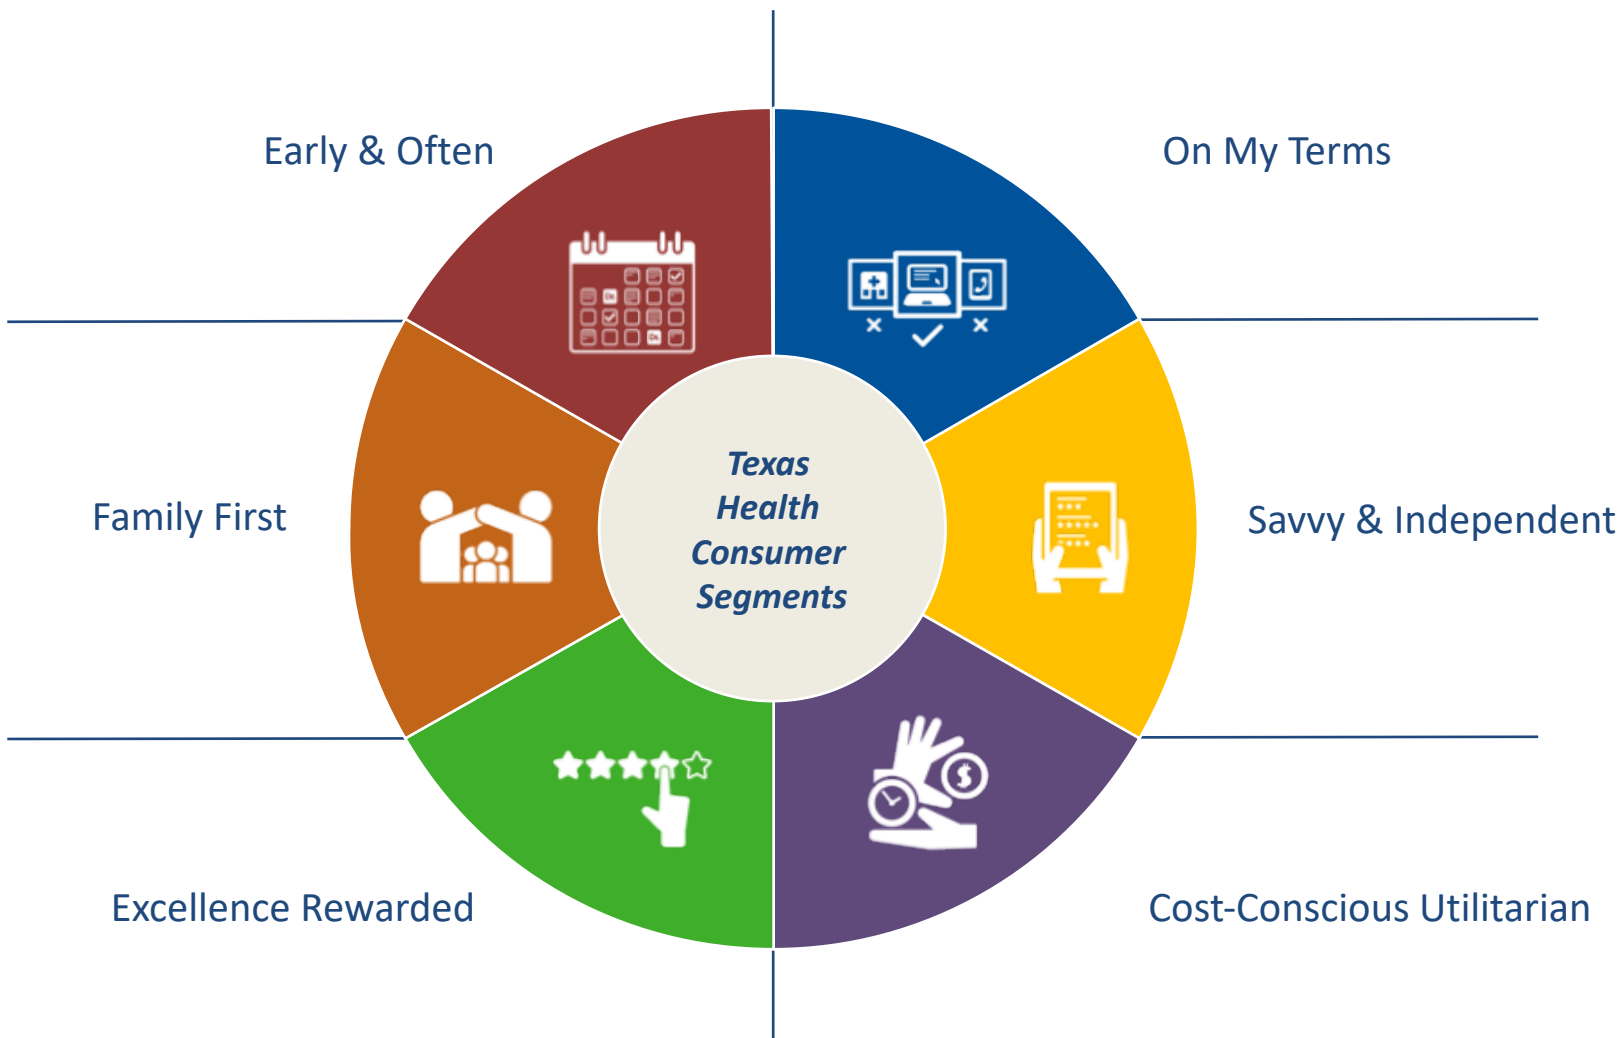 Early & Often
On My Terms
Family First
Texas
Health
Consumer
Segments
Savvy & Independent
Excellence Rewarded
Cost-Conscious Utilitarian